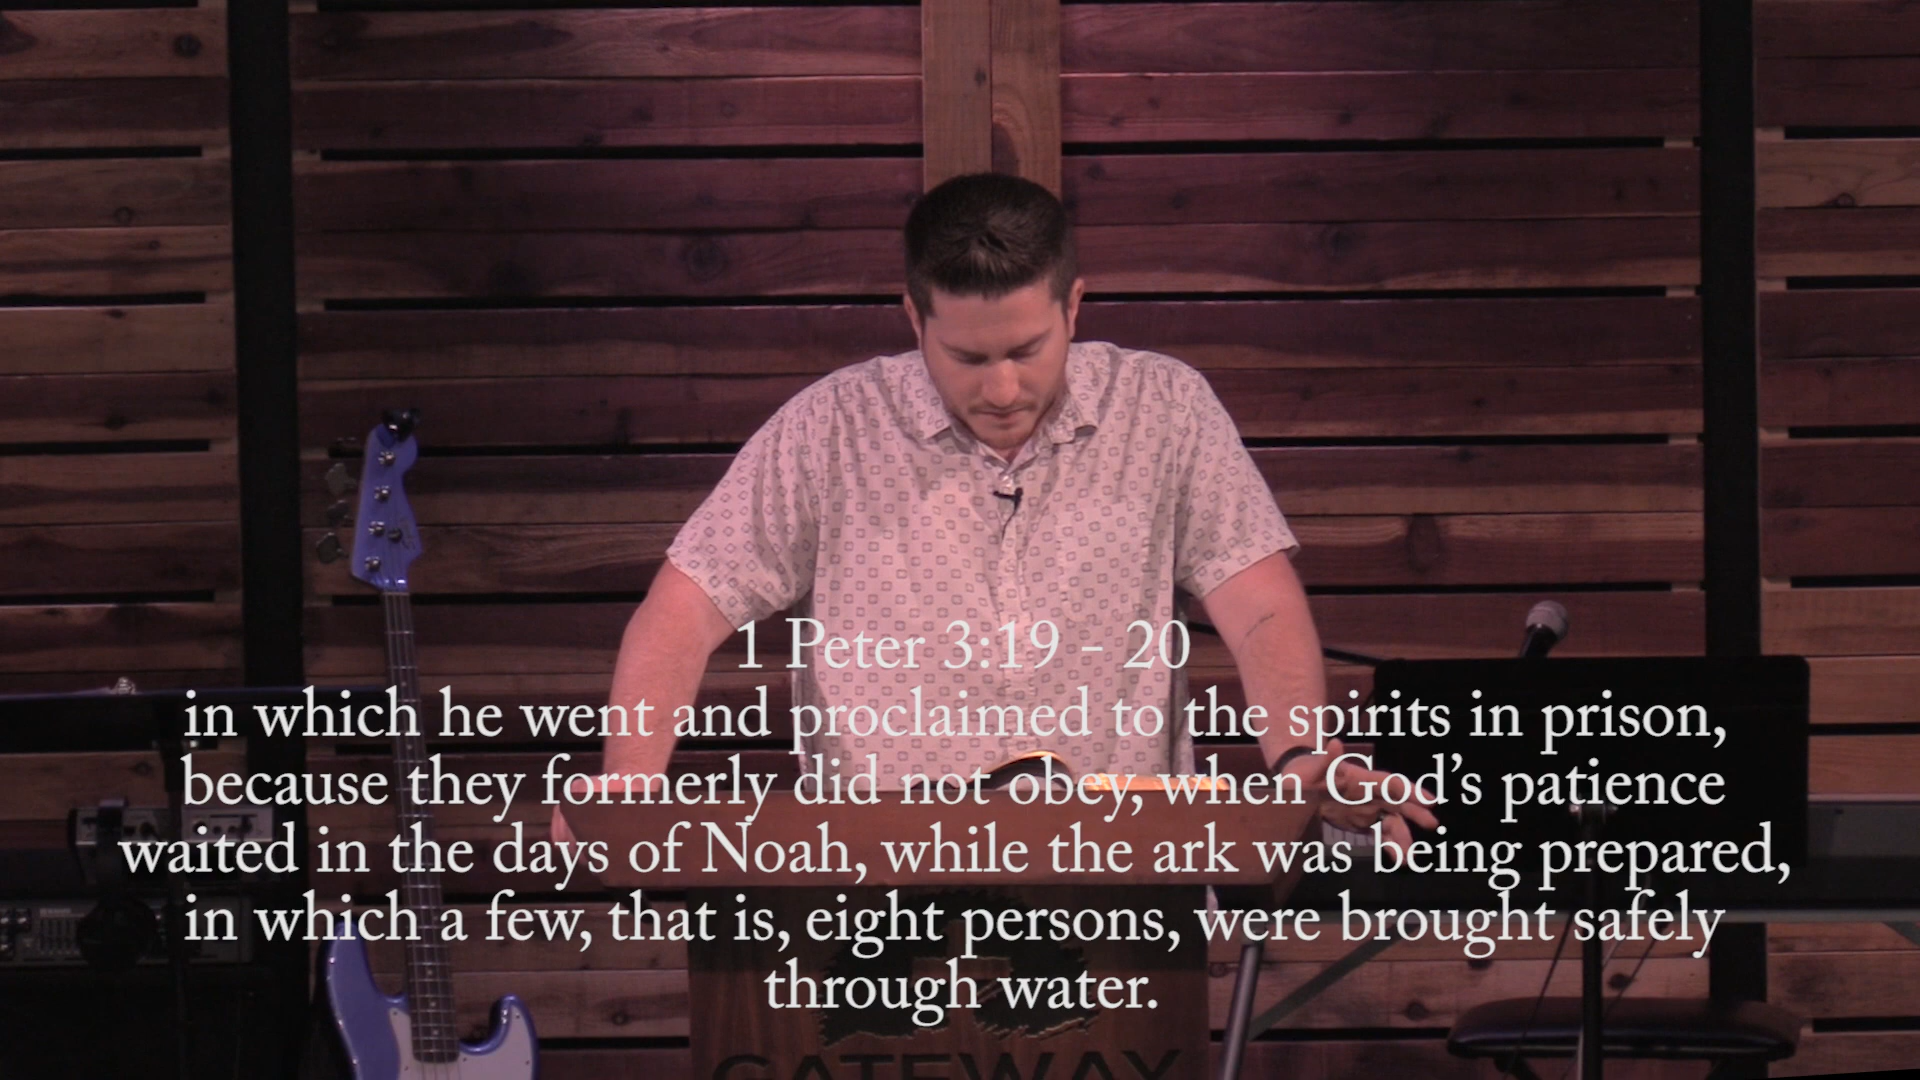 1 Peter 3:19 - 20
in which he went and proclaimed to the spirits in prison,
because they formerly did not obey, when God’s patience
waited in the days of Noah, while the ark was being prepared,
in which a few, that is, eight persons, were brought safely
through water.
GATEWAY